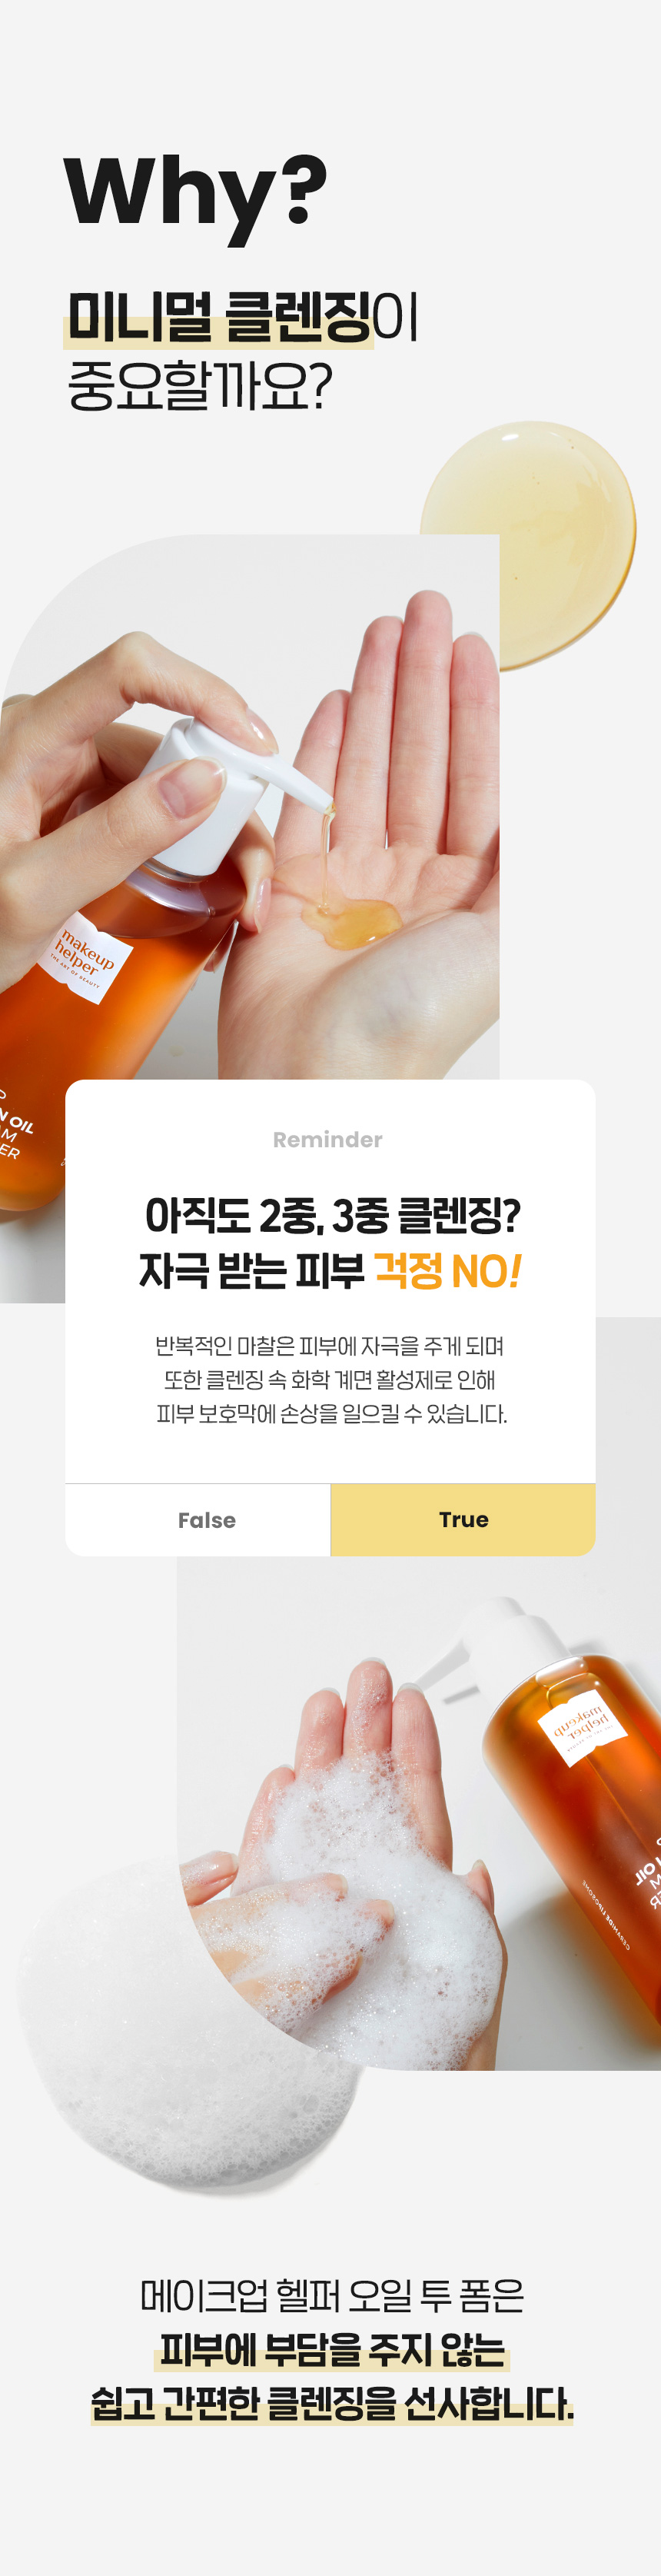 Why?
미니멀 클렌징이
중요할까요?
makeup
helper
THE ART OF BEAUTY
OIL
Reminder
아직도 2중, 3중 클렌징?
자극 받는 피부 걱정 NO!
반복적인 마찰은 피부에 자극을 주게 되며
또한 클렌징 속 화학 계면 활성제로 인해
피부 보호막에 손상을 일으킬 수 있습니다.
False
True
makeup
helper
CERAMIDE LIPOSOME
메이크업 헬퍼 오일 투 폼은
피부에 부담을 주지 않는
쉽고 간편한 클렌징을 선사합니다.